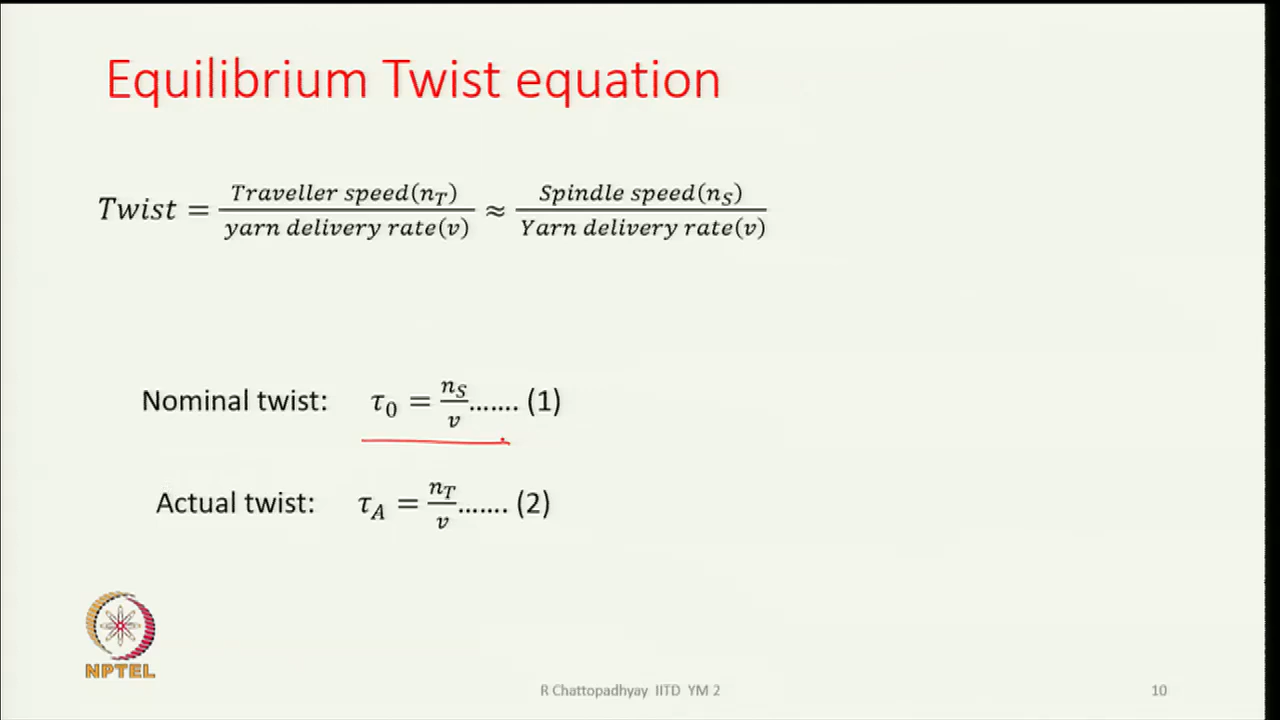 Equilibrium Twist equation
Twist = Traveller speed(n_T) / yarn delivery rate(v) ≈ Spindle speed(n_S) / Yarn delivery rate(v)
Nominal twist: τ_0 = n_S / v ....... (1)
Actual twist: τ_A = n_T / v ....... (2)
NPTEL
R Chattopadhyay IITD YM 2
10